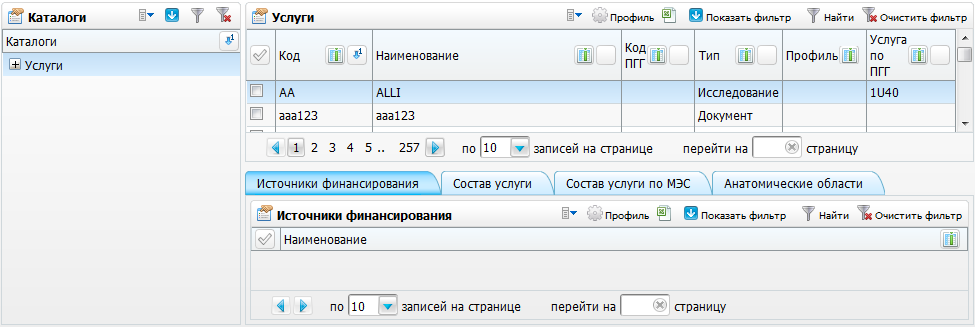 Каталоги
Каталоги
Услуги
Услуги Профиль Показать фильтр Найти Очистить фильтр
Код Наименование Код ПГГ Тип Профиль Услуга по ПГГ
AA ALLI Исследование 1U40
aaa123 aaa123 Документ
1 2 3 4 5 .. 257 по 10 записей на странице перейти на страницу
Источники финансирования Состав услуги Состав услуги по МЭС Анатомические области
Источники финансирования Профиль Показать фильтр Найти Очистить фильтр
Наименование
по 10 записей на странице перейти на страницу